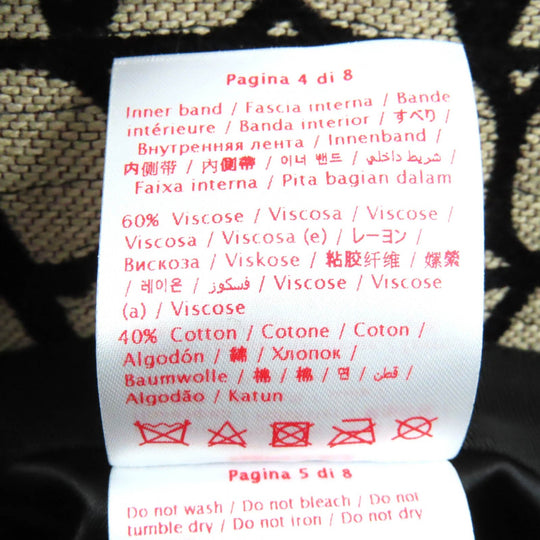 Pagina 4 di 8
Inner band / Fascia interna / Bande
intérieure / Banda interior / すべり /
Внутренняя лента / Innenband /
内侧带 / 內側帶 / 이너 밴드 / شريط داخلي /
Faixa interna / Pita bagian dalam
60% Viscose / Viscosa / Viscose /
Viscosa / Viscosa (e) / レーヨン /
Вискоза / Viskose / 粘胶纤维 / 嫘縈
/ 레이온 / فسكوز / Viscose / Viscose
(a) / Viscose
40% Cotton / Cotone / Coton /
Algodón / 綿 / Хлопок /
Baumwolle / 棉 / 棉 / 면 / قطن /
Algodão / Katun
Pagina 5 di 8
Do not wash / Do not bleach / Do not
tumble dry / Do not iron / Do not